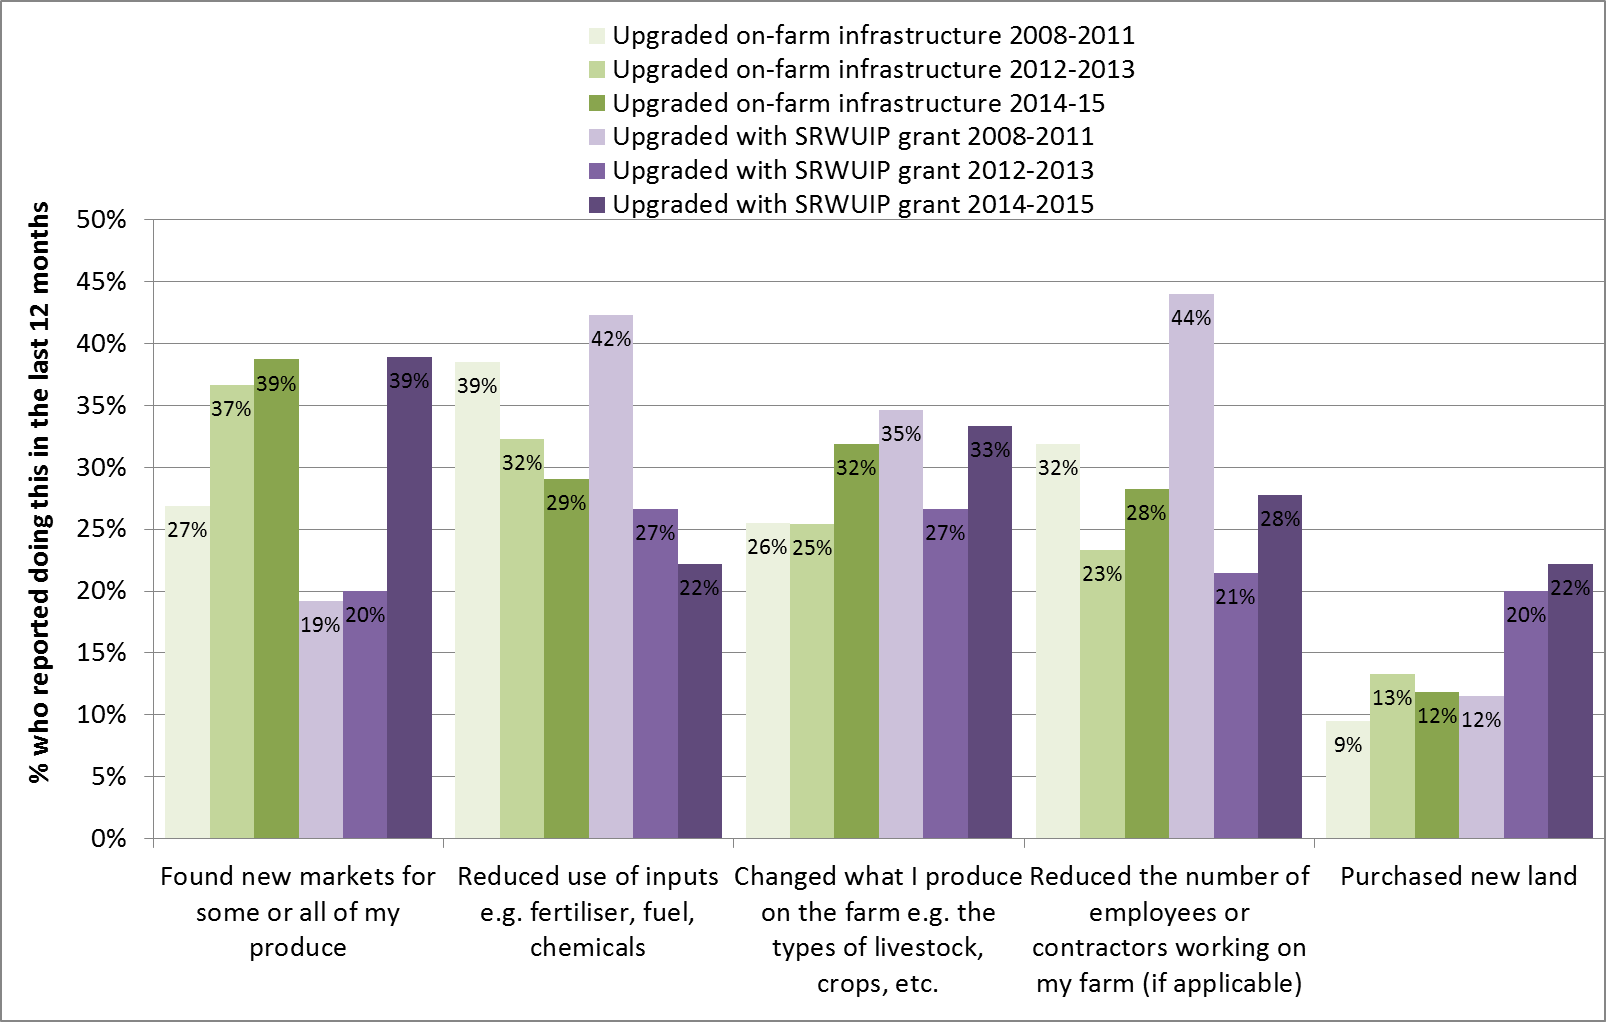 Upgraded on-farm infrastructure 2008-2011
Upgraded on-farm infrastructure 2012-2013
Upgraded on-farm infrastructure 2014-15
Upgraded with SRWUIP grant 2008-2011
Upgraded with SRWUIP grant 2012-2013
Upgraded with SRWUIP grant 2014-2015
% who reported doing this in the last 12 months
50%
45%
40%
35%
30%
25%
20%
15%
10%
5%
0%
27%
37%
39%
19%
20%
39%
39%
32%
29%
42%
27%
22%
26%
25%
32%
35%
27%
33%
32%
23%
28%
44%
21%
28%
9%
13%
12%
12%
20%
22%
Found new markets for
some or all of my
produce
Reduced use of inputs
e.g. fertiliser, fuel,
chemicals
Changed what I produce
on the farm e.g. the
types of livestock,
crops, etc.
Reduced the number of
employees or
contractors working on
my farm (if applicable)
Purchased new land